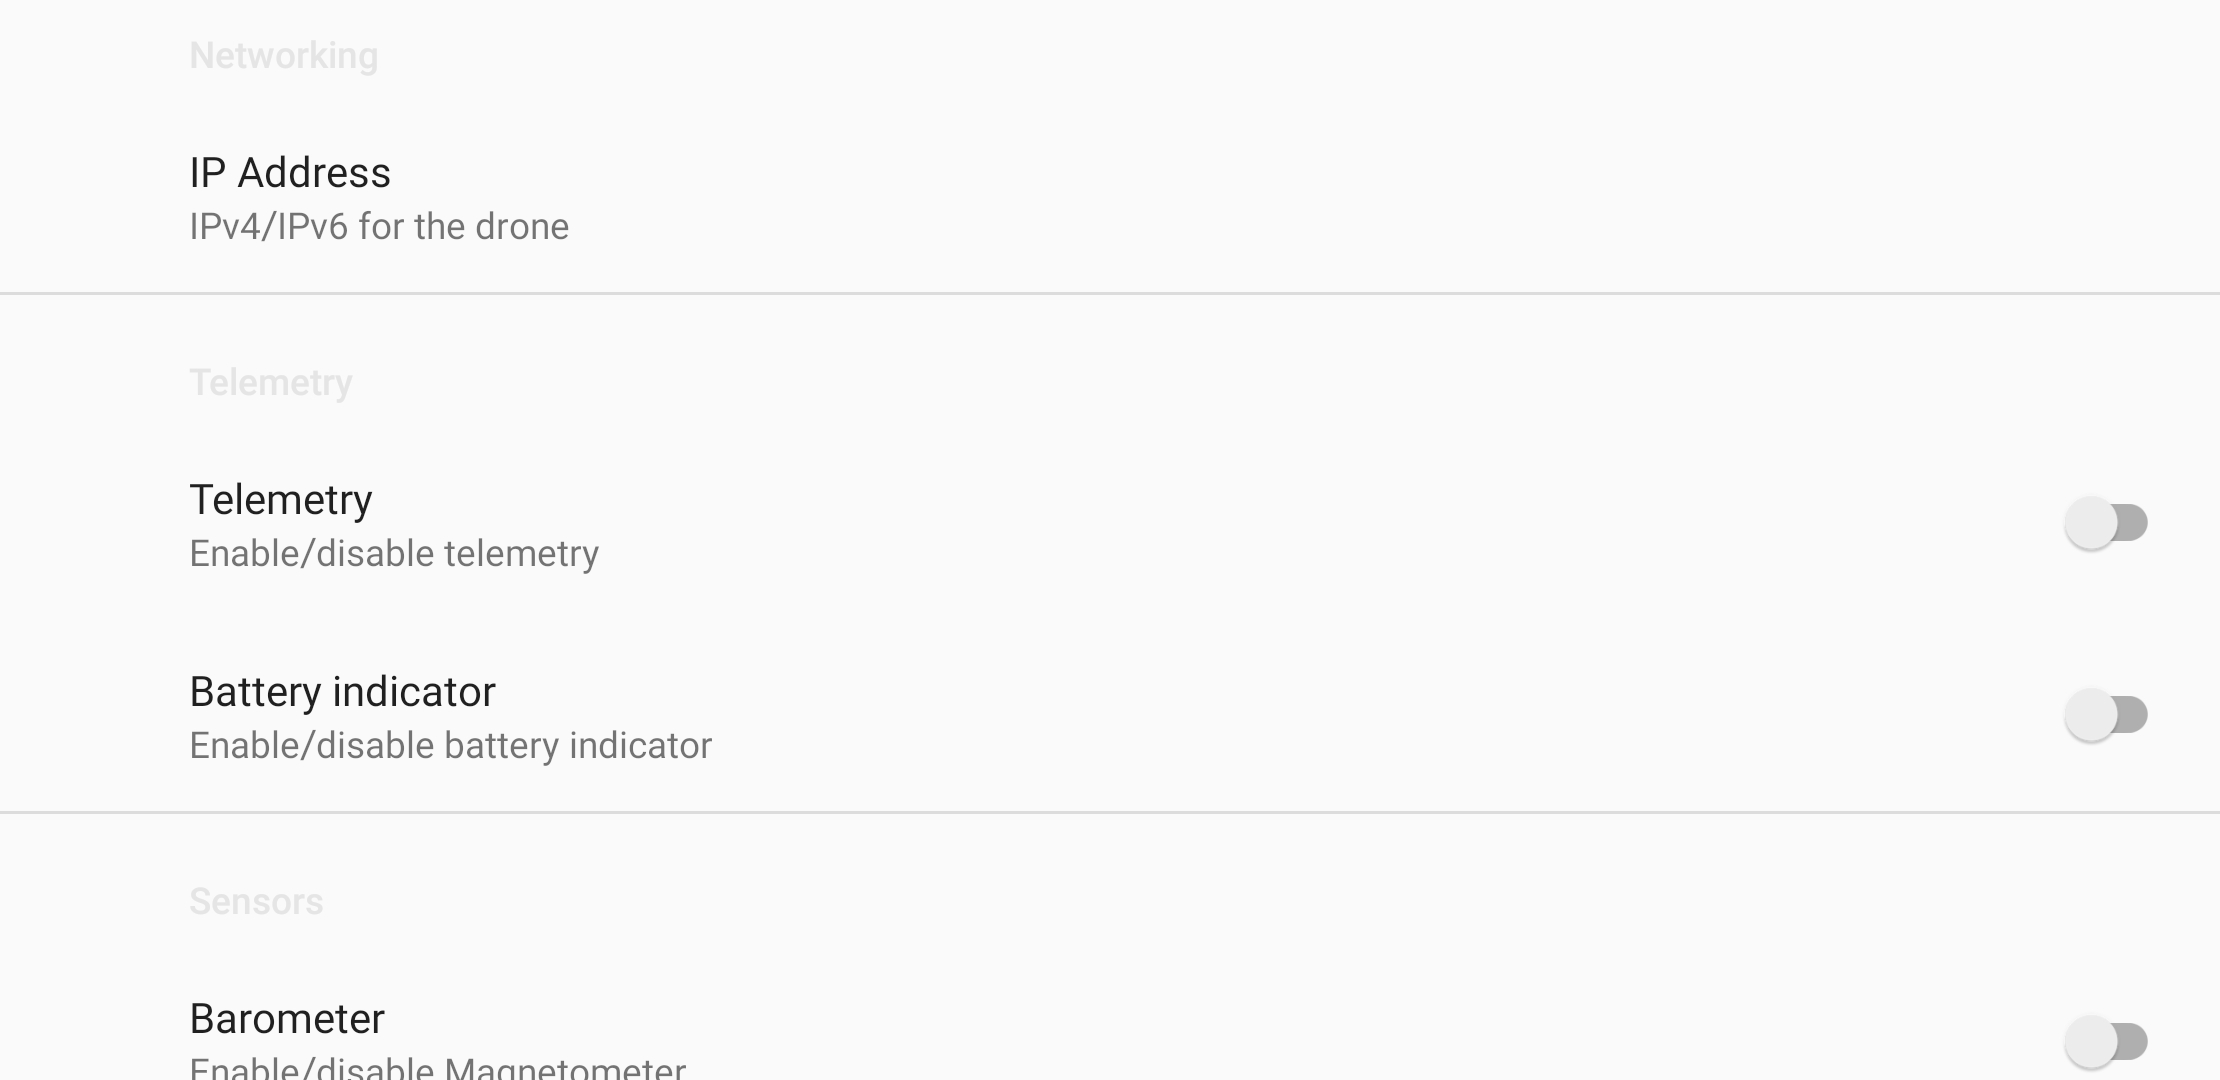 Networking
IP Address
IPv4/IPv6 for the drone
Telemetry
Telemetry
Enable/disable telemetry
Battery indicator
Enable/disable battery indicator
Sensors
Barometer
Enable/disable Magnetometer